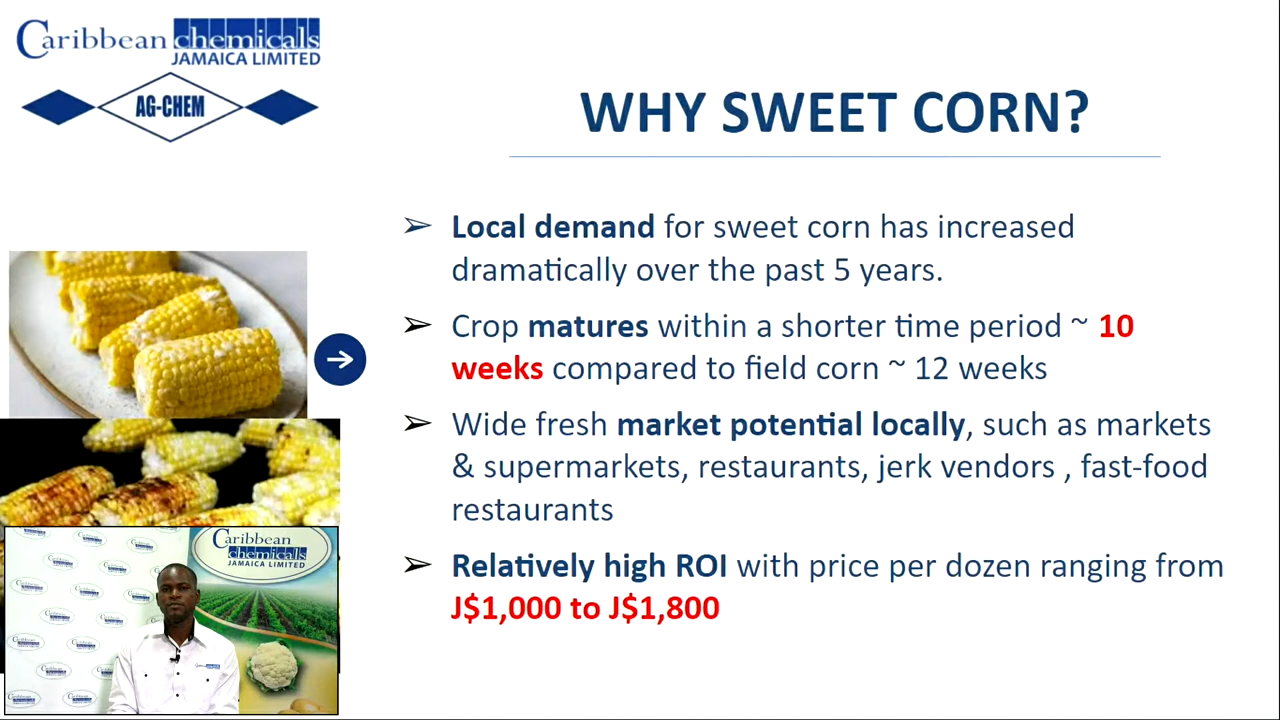 Caribbean chemicals
JAMAICA LIMITED
AG-CHEM
WHY SWEET CORN?
➢ Local demand for sweet corn has increased
dramatically over the past 5 years.
➢ Crop matures within a shorter time period ~ 10
weeks compared to field corn ~ 12 weeks
➢ Wide fresh market potential locally, such as markets
& supermarkets, restaurants, jerk vendors , fast-food
restaurants
➢ Relatively high ROI with price per dozen ranging from
J$1,000 to J$1,800
Caribbean
chemicals
JAMAICA LIMITED